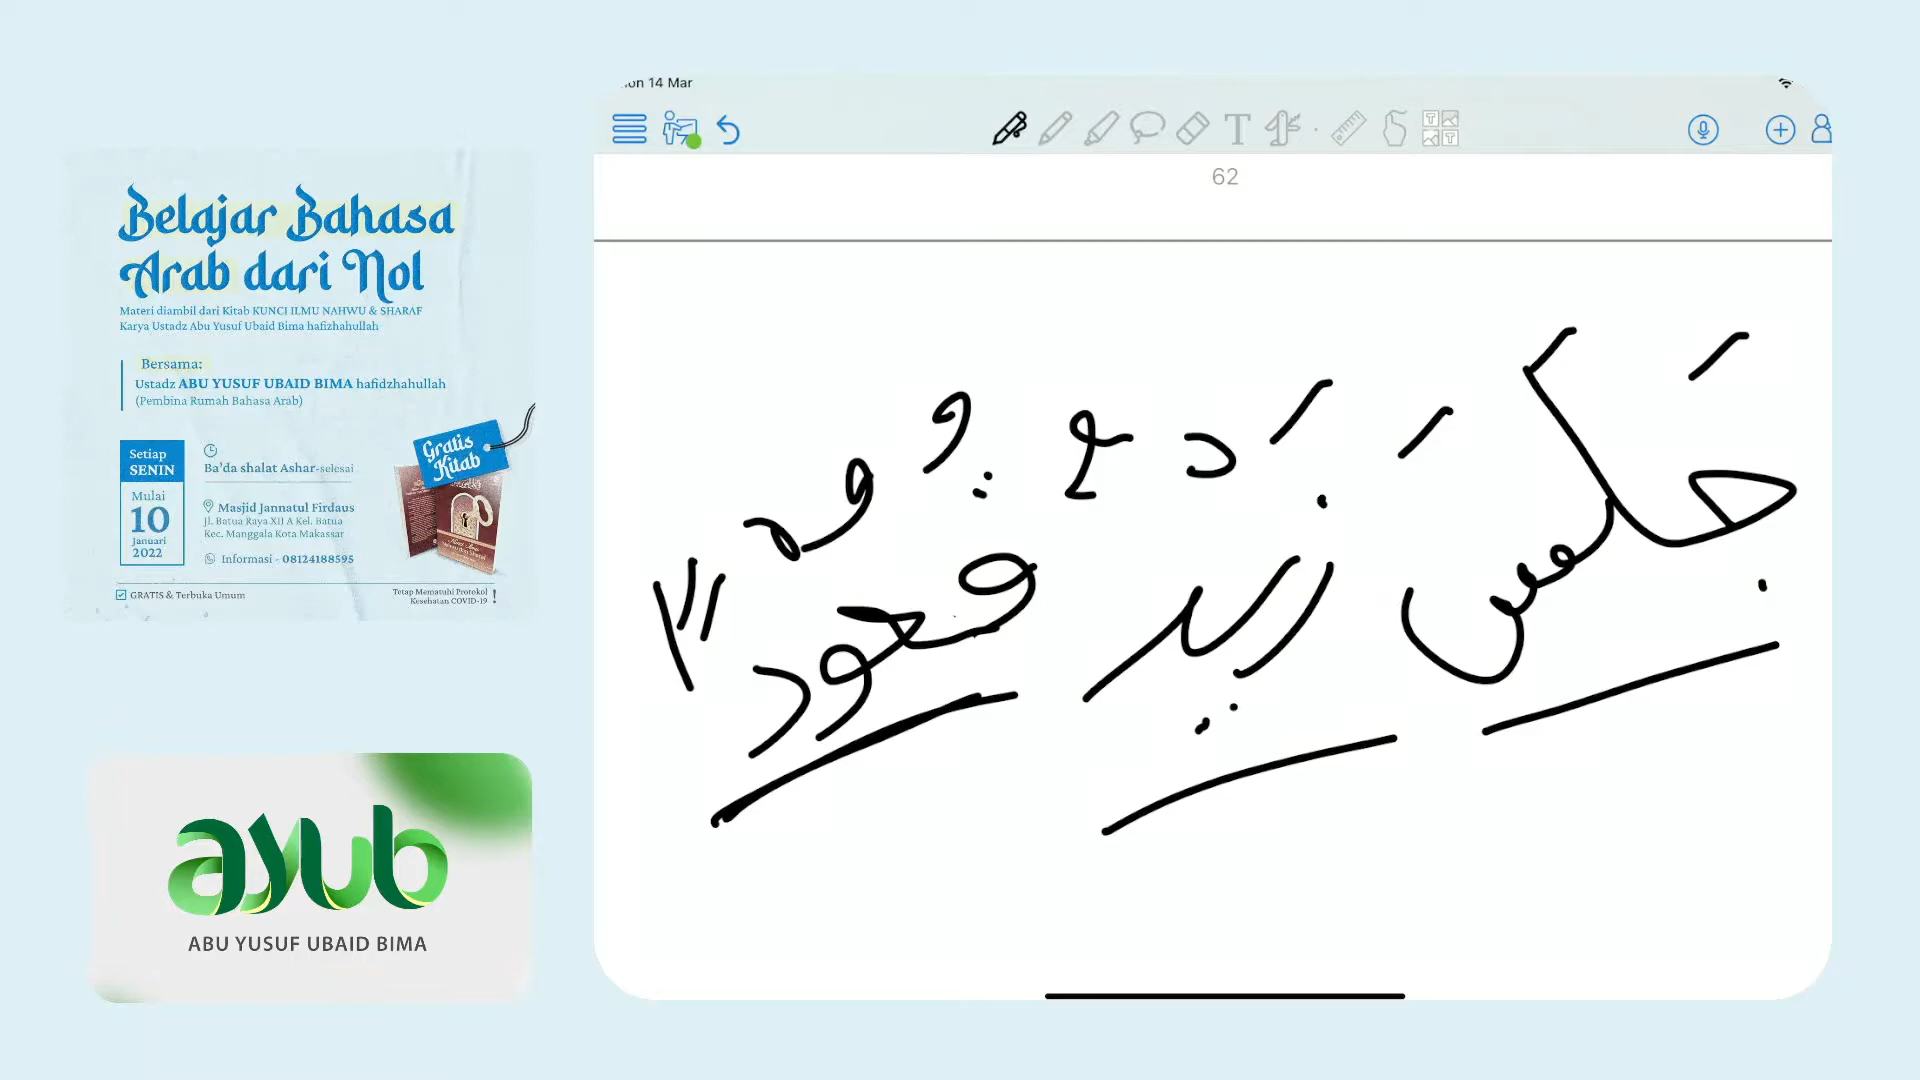 on 14 Mar
62
Belajar Bahasa
Arab dari Nol
Materi diambil dari Kitab KUNCI ILMU NAHWU & SHARAF
Karya Ustadz Abu Yusuf Ubaid Bima hafizhahullah
Bersama:
Ustadz ABU YUSUF UBAID BIMA hafidzhahullah
(Pembina Rumah Bahasa Arab)
Gratis
Kitab
Setiap
SENIN
Mulai
10
Januari
2022
Ba'da shalat Ashar-selesai
Masjid Jannatul Firdaus
Jl. Batua Raya XII A Kel. Batua
Kec. Manggala Kota Makassar
Informasi - 08124188595
GRATIS & Terbuka Umum
Tetap Mematuhi Protokol
Kesehatan COVID-19 !
جَلَسَ زَيْدٌ قُعُودًا
ayub
ABU YUSUF UBAID BIMA